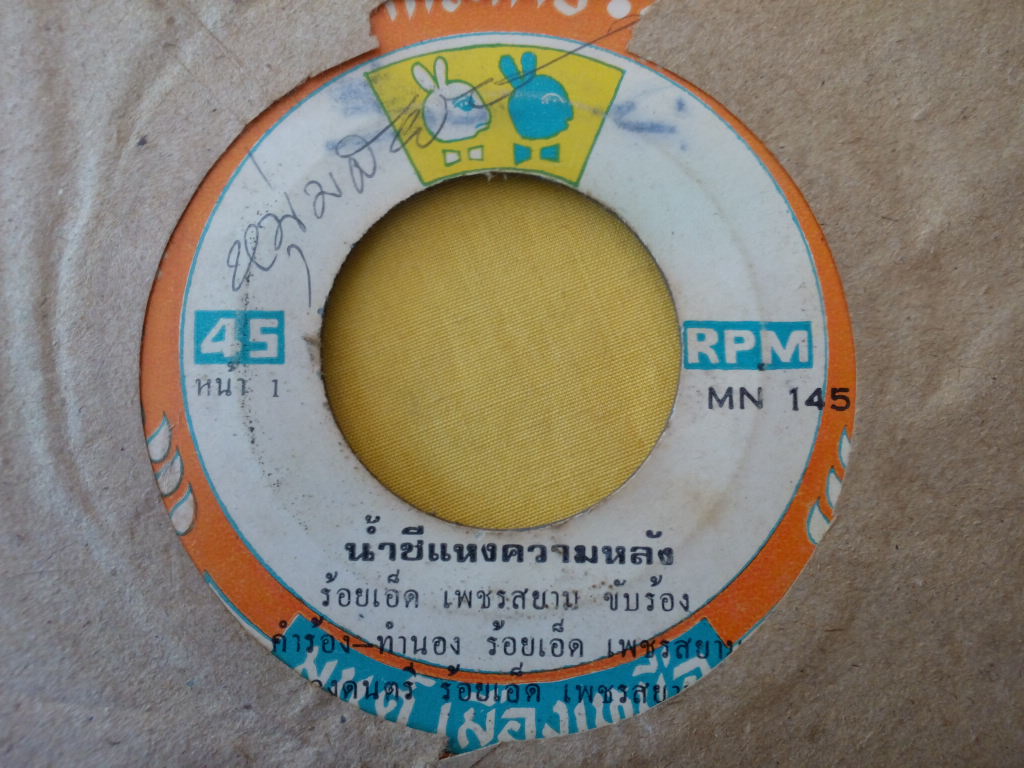 45
RPM
หน้า 1
MN 145
น้ำชีแหงความหลัง
ร้อยเอ็ด เพชรสยาม ขับร้อง
คำร้อง—ทำนอง ร้อยเอ็ด เพชรสยาม
ดนตรี ร้อยเอ็ด เพชรสยา